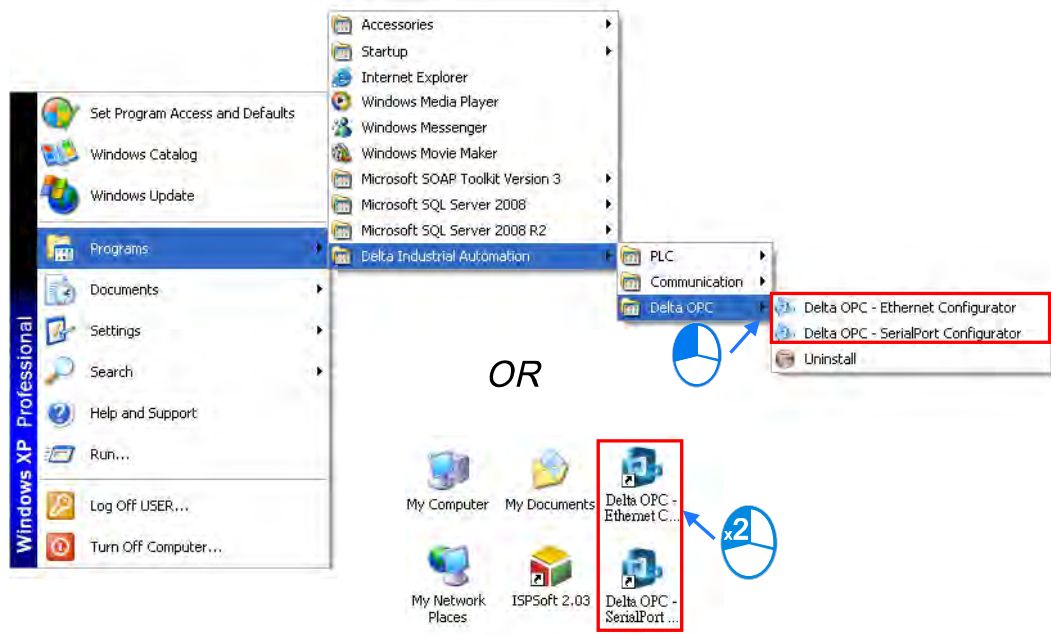 Accessories
Startup
Internet Explorer
Windows Media Player
Windows Messenger
Windows Movie Maker
Microsoft SOAP Toolkit Version 3
Microsoft SQL Server 2008
Microsoft SQL Server 2008 R2
Delta Industrial Automation
Set Program Access and Defaults
Windows Catalog
Windows Update
Programs
Documents
Settings
Search
Help and Support
Run...
Log Off USER...
Turn Off Computer...
Windows XP Professional
PLC
Communication
Delta OPC
Delta OPC - Ethernet Configurator
Delta OPC - SerialPort Configurator
Uninstall
OR
My Computer
My Documents
Delta OPC -
Ethernet C...
x2
My Network
Places
ISPSoft 2.03
Delta OPC -
SerialPort ...